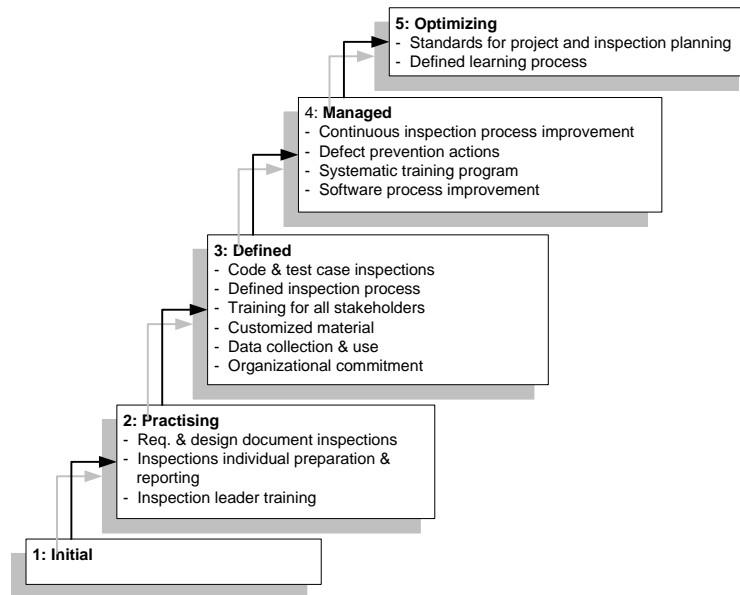 5: Optimizing
- Standards for project and inspection planning
- Defined learning process
4: Managed
- Continuous inspection process improvement
- Defect prevention actions
- Systematic training program
- Software process improvement
3: Defined
- Code & test case inspections
- Defined inspection process
- Training for all stakeholders
- Customized material
- Data collection & use
- Organizational commitment
2: Practising
- Req. & design document inspections
- Inspections individual preparation &
reporting
- Inspection leader training
1: Initial